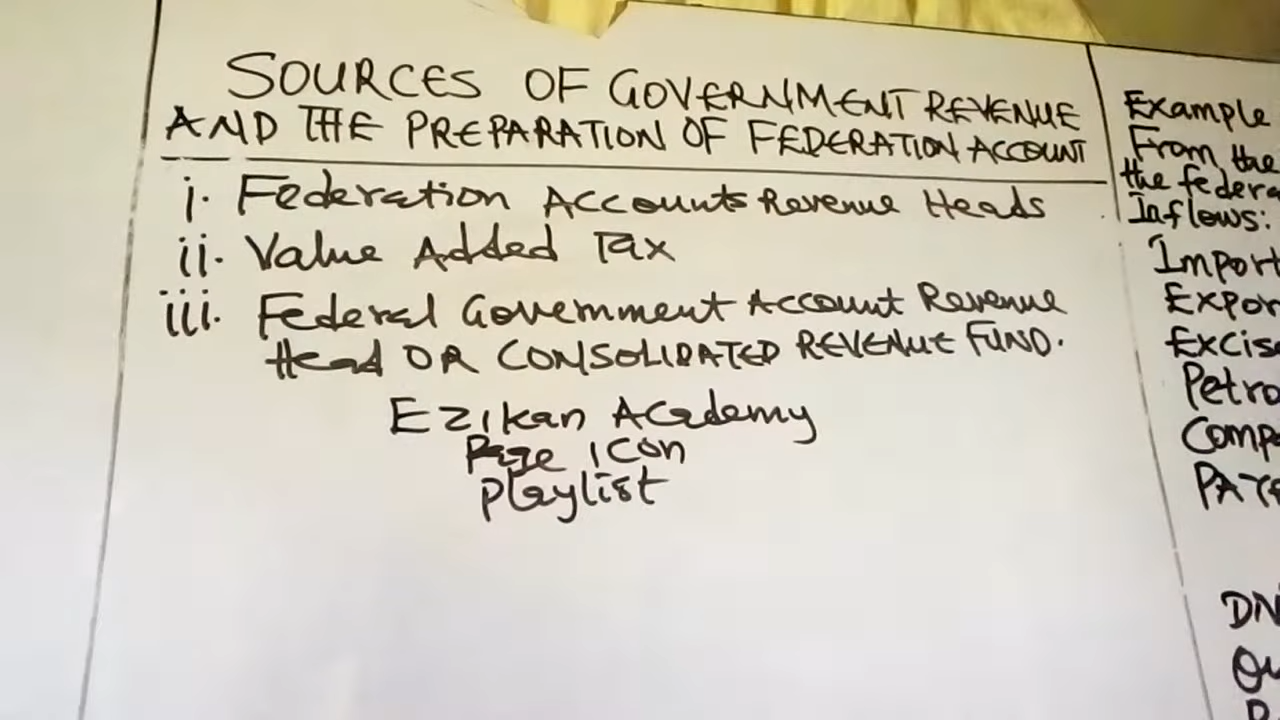 SOURCES OF GOVERNMENT REVENUE
AND THE PREPARATION OF FEDERATION ACCOUNT
i. Federation Accounts Revenue Heads
ii. Value Added Tax
iii. Federal Government Account Revenue
Head OR CONSOLIDATED REVENUE FUND.
Ezikan Academy
Page icon
playlist
Example
From the
the federa
Inflows:
Import
Expor
Excis
Petro
Comp
DN